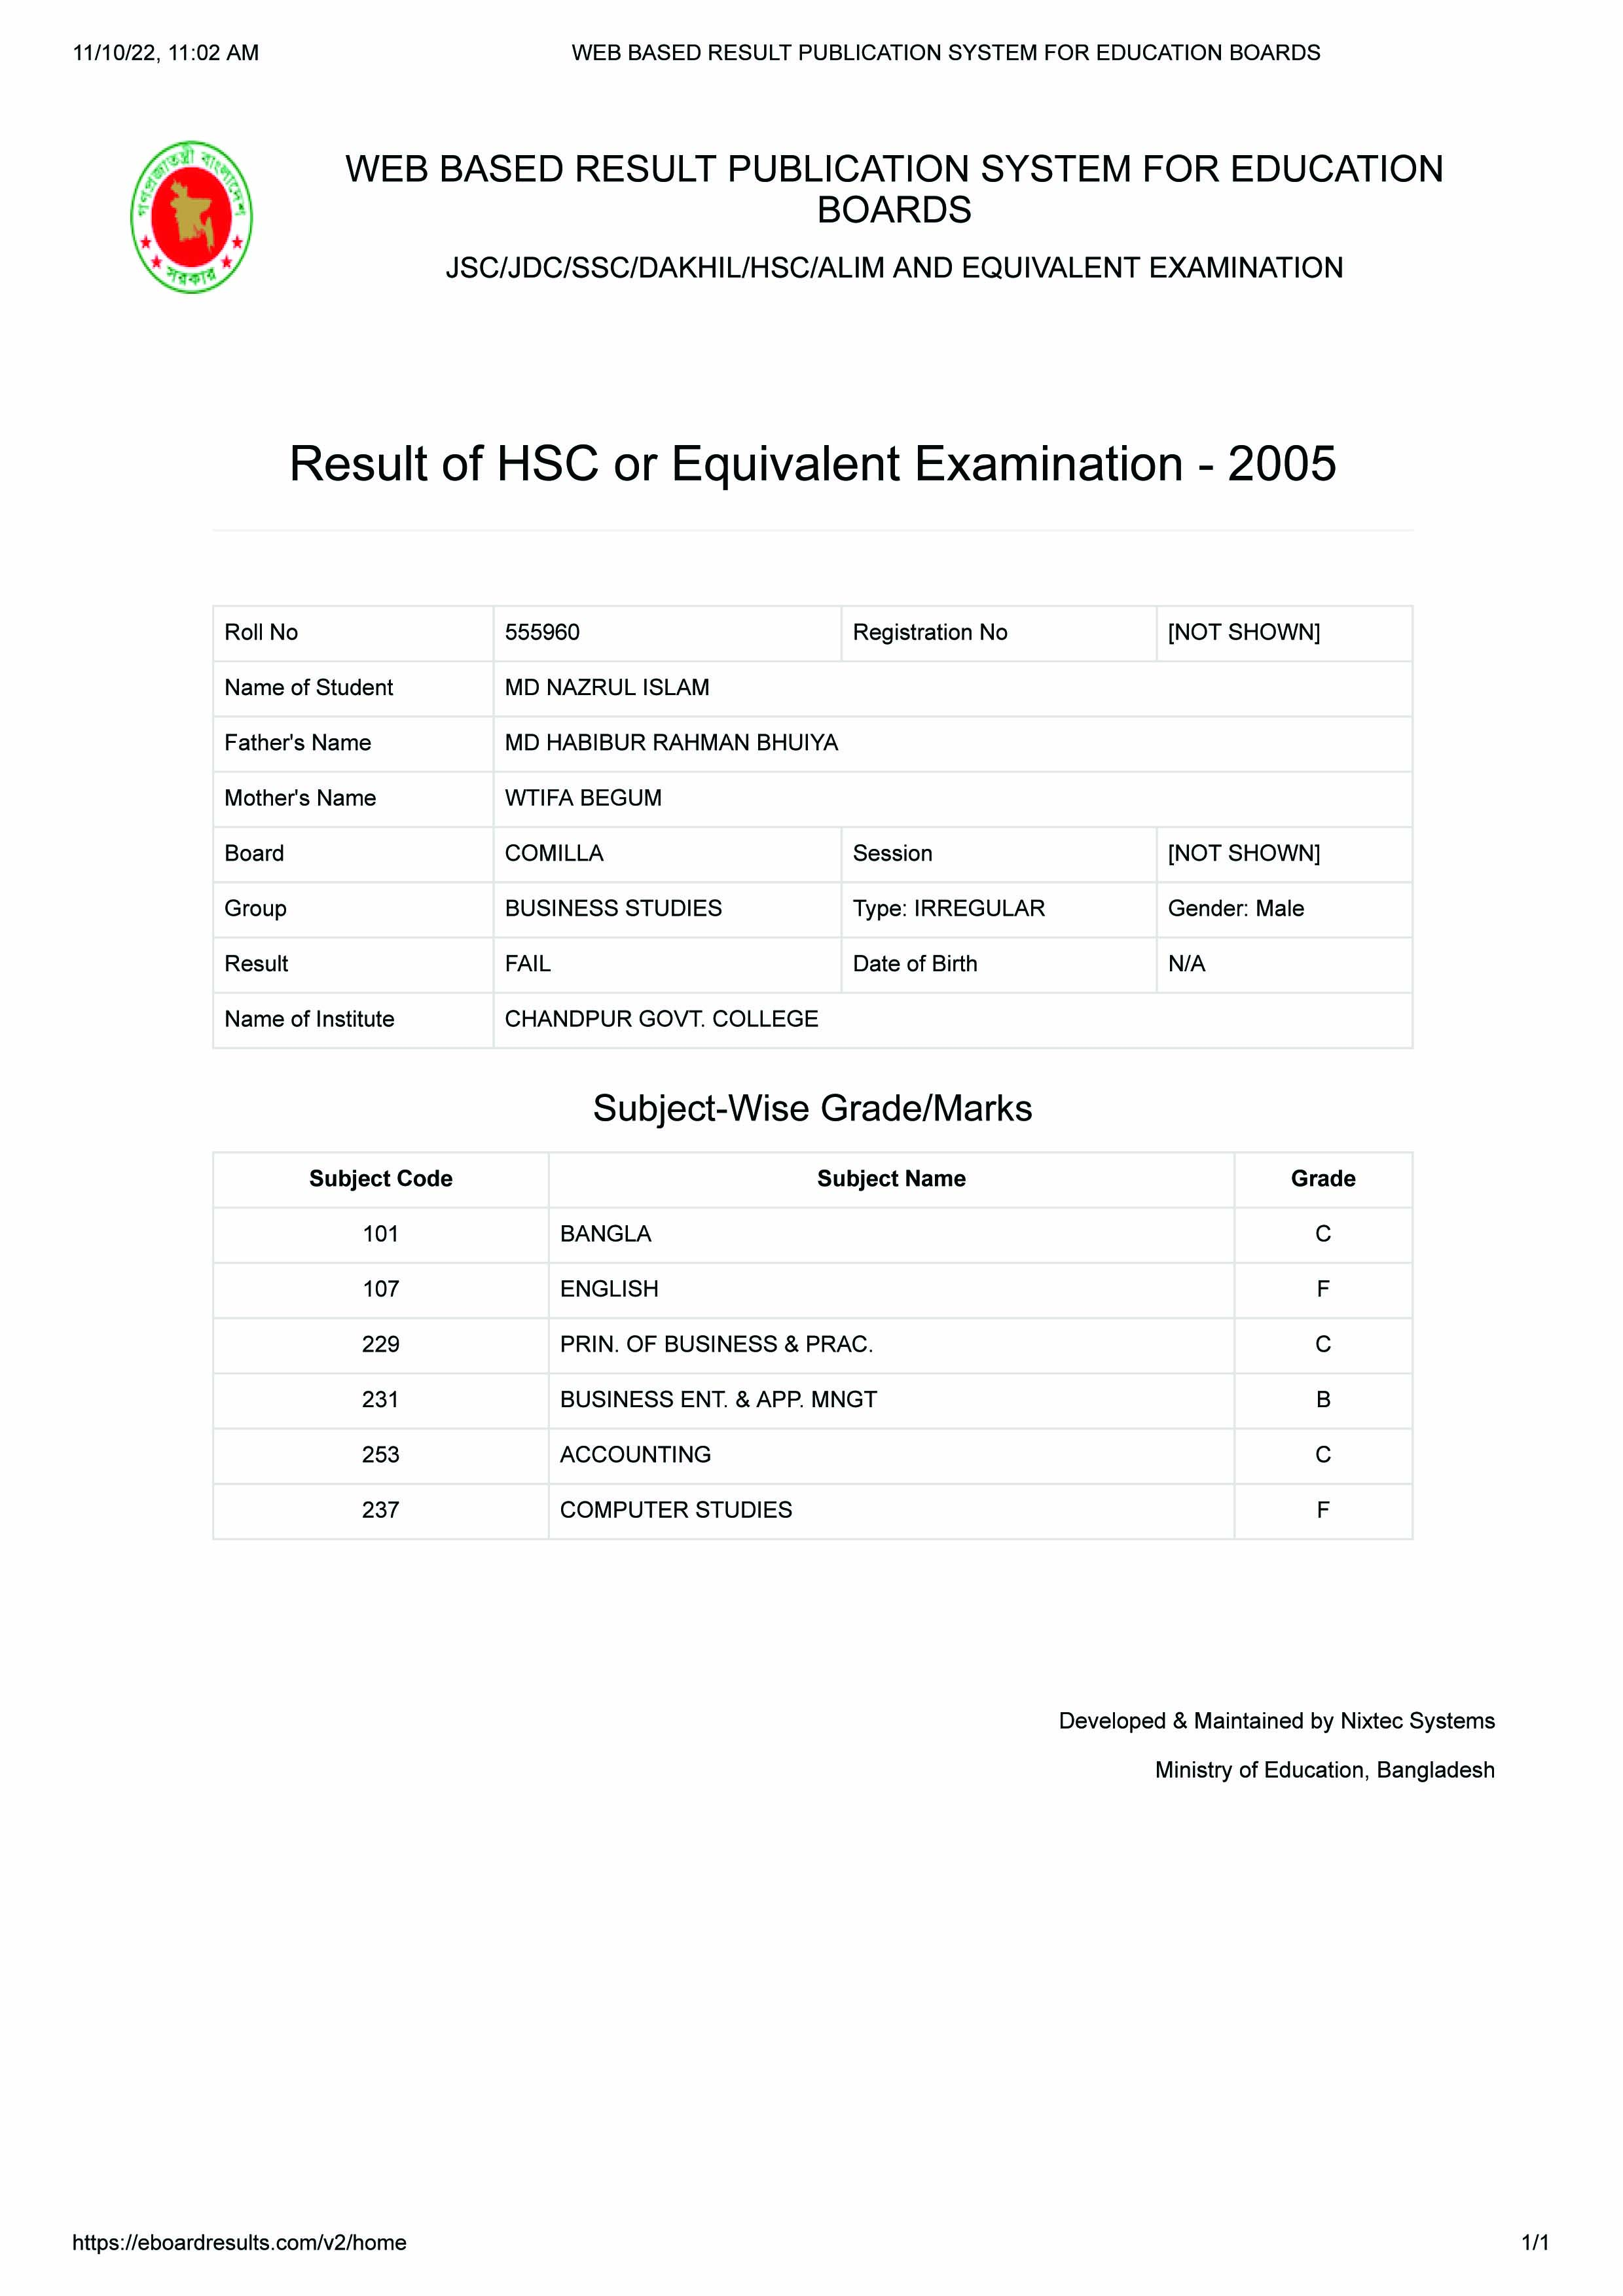 11/10/22, 11:02 AM WEB BASED RESULT PUBLICATION SYSTEM FOR EDUCATION BOARDS
গণপ্রজাতন্ত্রী বাংলাদেশ
সরকার
WEB BASED RESULT PUBLICATION SYSTEM FOR EDUCATION
BOARDS
JSC/JDC/SSC/DAKHIL/HSC/ALIM AND EQUIVALENT EXAMINATION
Result of HSC or Equivalent Examination - 2005
Roll No 555960 Registration No [NOT SHOWN]
Name of Student MD NAZRUL ISLAM
Father's Name MD HABIBUR RAHMAN BHUIYA
Mother's Name WTIFA BEGUM
Board COMILLA Session [NOT SHOWN]
Group BUSINESS STUDIES Type: IRREGULAR Gender: Male
Result FAIL Date of Birth N/A
Name of Institute CHANDPUR GOVT. COLLEGE
Subject-Wise Grade/Marks
Subject Code Subject Name Grade
101 BANGLA C
107 ENGLISH F
229 PRIN. OF BUSINESS & PRAC. C
231 BUSINESS ENT. & APP. MNGT B
253 ACCOUNTING C
237 COMPUTER STUDIES F
Developed & Maintained by Nixtec Systems
Ministry of Education, Bangladesh
https://eboardresults.com/v2/home 1/1